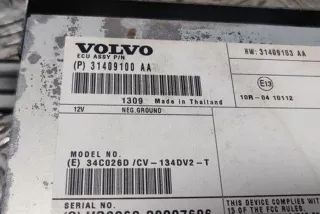 VOLVO
ECU ASSY P/N
(P) 31409100 AA
HW: 31409103 AA
E13
10R-04 10112
1309 Made in Thailand
12V NEG.GROUND
MODEL NO.
(E) 34C026D /CV-134DV2-T
SERIAL NO.
THIS DEVICE COMPLIES WI
15 OF THE FCC RULES.